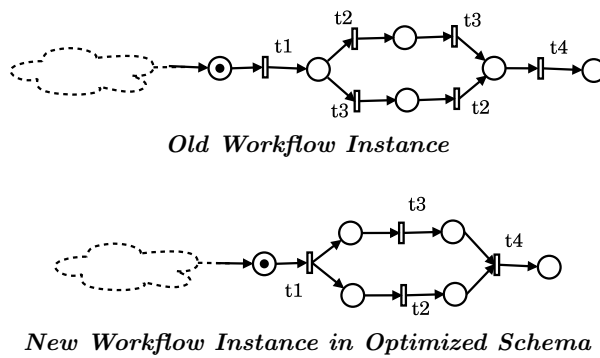 t1 t2 t3 t4
t3 t2
Old Workflow Instance
t3
t1 t2 t4
New Workflow Instance in Optimized Schema